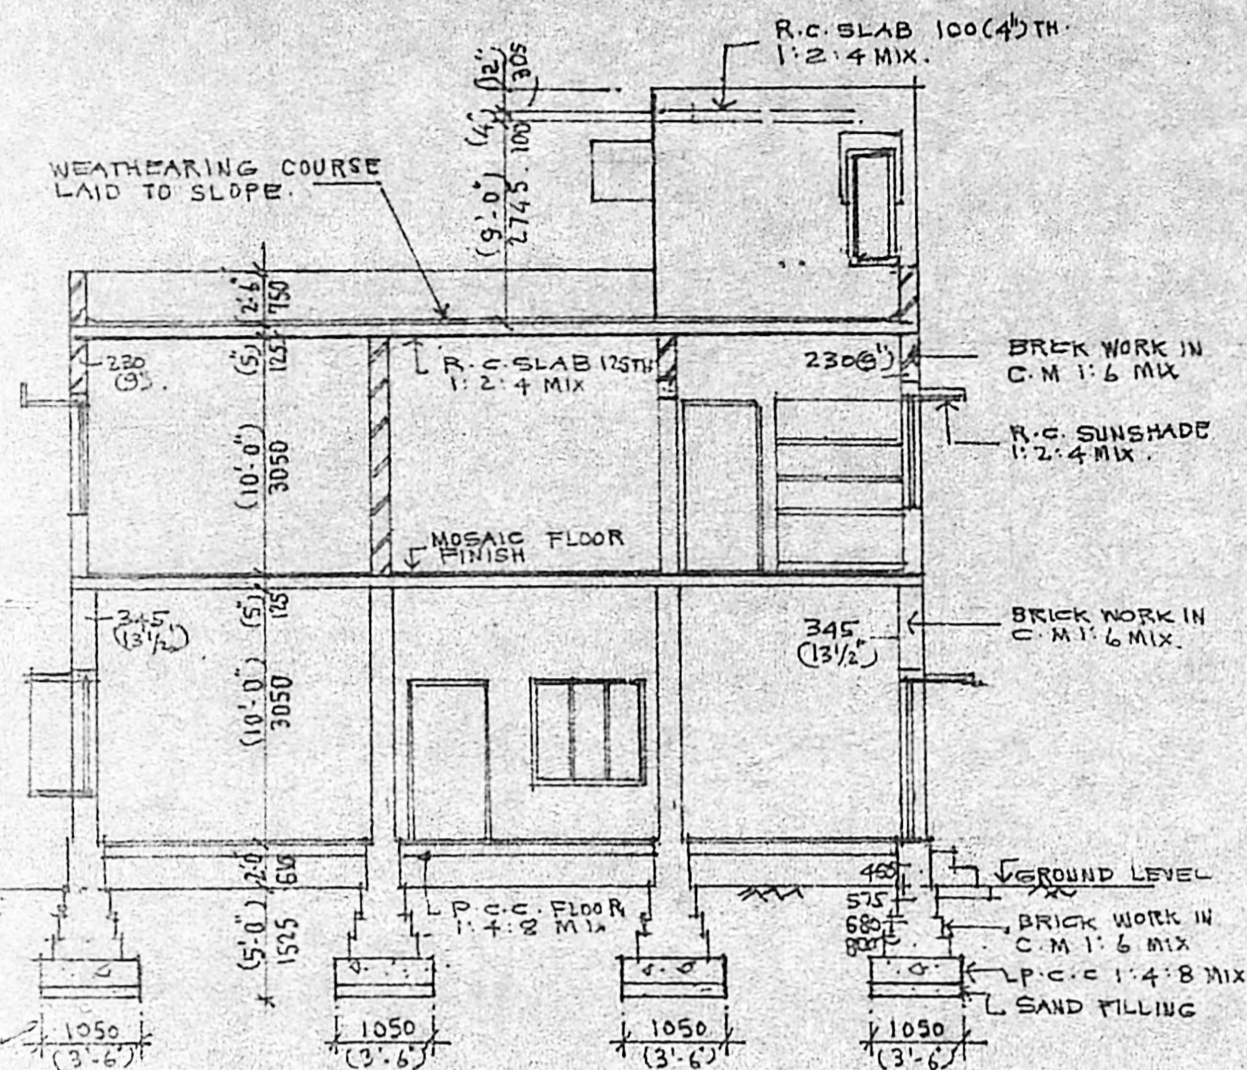 R.C. SLAB 100(4") TH.
1:2:4 MIX.
(12")
305
(4")
100
(9'-0")
2745
WEATHEARING COURSE
LAID TO SLOPE.
(2'-6")
750
230
(9")
(5")
125
R.C. SLAB 125TH
1:2:4 MIX
230(9")
BRICK WORK IN
C.M 1:6 MIX
R.C. SUNSHADE
1:2:4 MIX.
(10'-0")
3050
MOSAIC FLOOR
FINISH
345
(13 1/2")
(5")
125
345
(13 1/2")
BRICK WORK IN
C.M 1:6 MIX.
(10'-0")
3050
2'-0
610
GROUND LEVEL
575
680
800
P.C.C. FLOOR
1:4:8 MIX
BRICK WORK IN
C.M 1:6 MIX
(5'-0")
1525
P.C.C 1:4:8 MIX
SAND FILLING
1050
(3'-6")
1050
(3'-6")
1050
(3'-6")
1050
(3'-6")